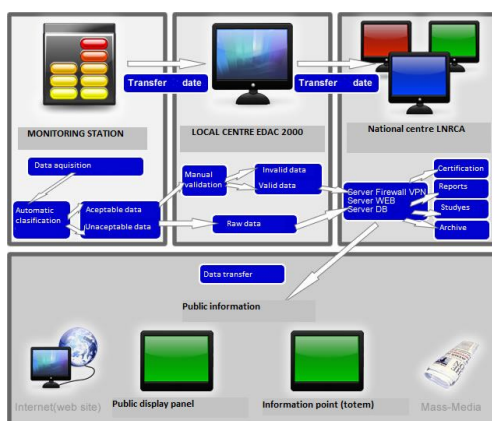 Transfer date
Transfer date
MONITORING STATION
LOCAL CENTRE EDAC 2000
National centre LNRCA
Data aquisition
Automatic
clasification
Aceptable data
Unaceptable data
Manual
validation
Invalid data
Valid data
Raw data
Server Firewall VPN
Server WEB
Server DB
Certification
Reports
Studyes
Archive
Data transfer
Public information
Internet(web site)
Public display panel
Information point (totem)
Mass-Media